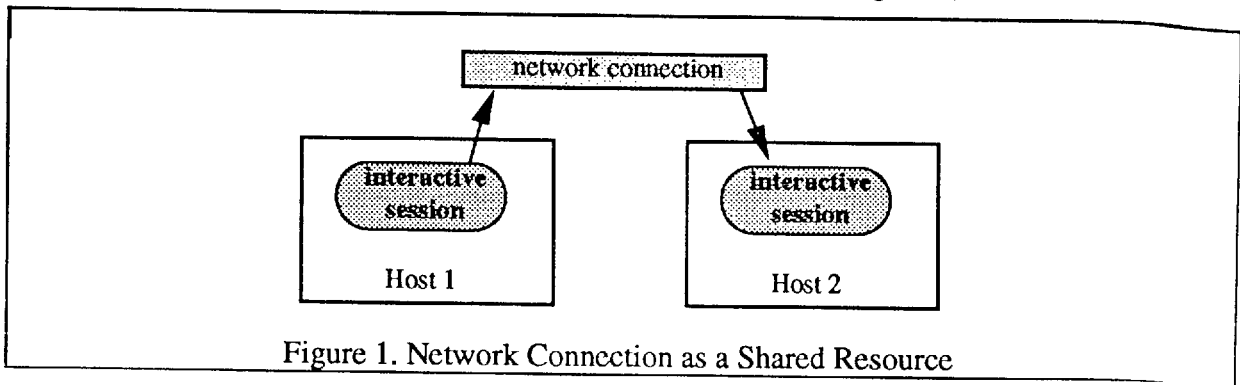 network connection
interactive
session
Host 1
interactive
session
Host 2
Figure 1. Network Connection as a Shared Resource